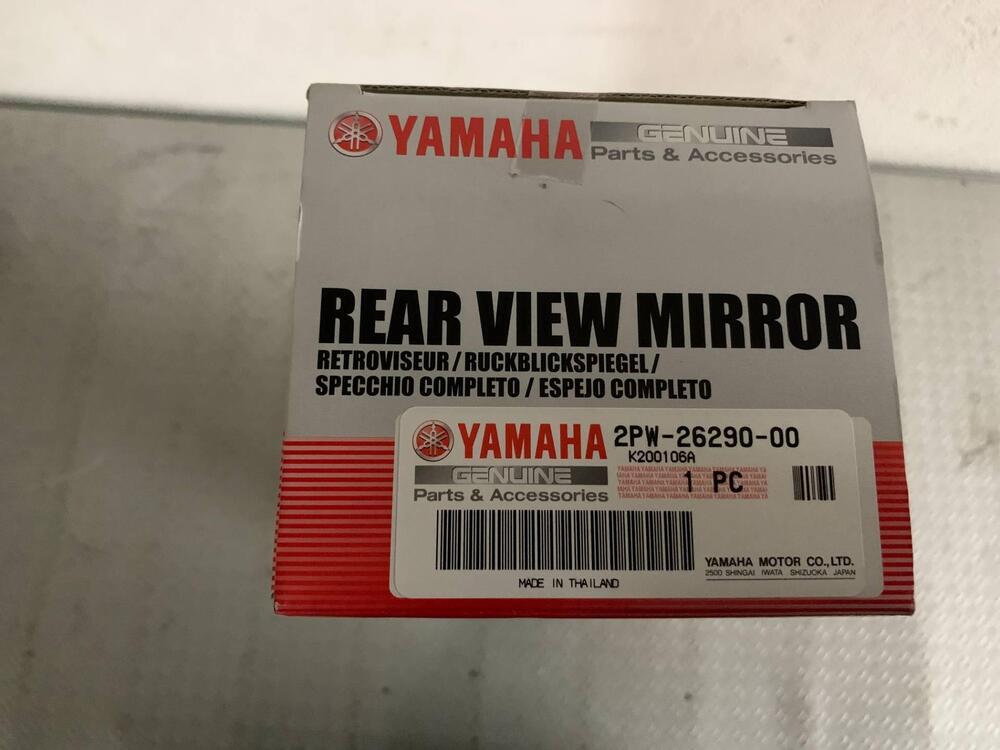 YAMAHA GENUINE
Parts & Accessories
REAR VIEW MIRROR
RETROVISEUR / RUCKBLICKSPIEGEL /
SPECCHIO COMPLETO / ESPEJO COMPLETO
YAMAHA 2PW-26290-00
K200106A
GENUINE
Parts & Accessories
1 PC
YAMAHA MOTOR CO., LTD.
2500 SHINGAI IWATA SHIZUOKA JAPAN
MADE IN THAILAND